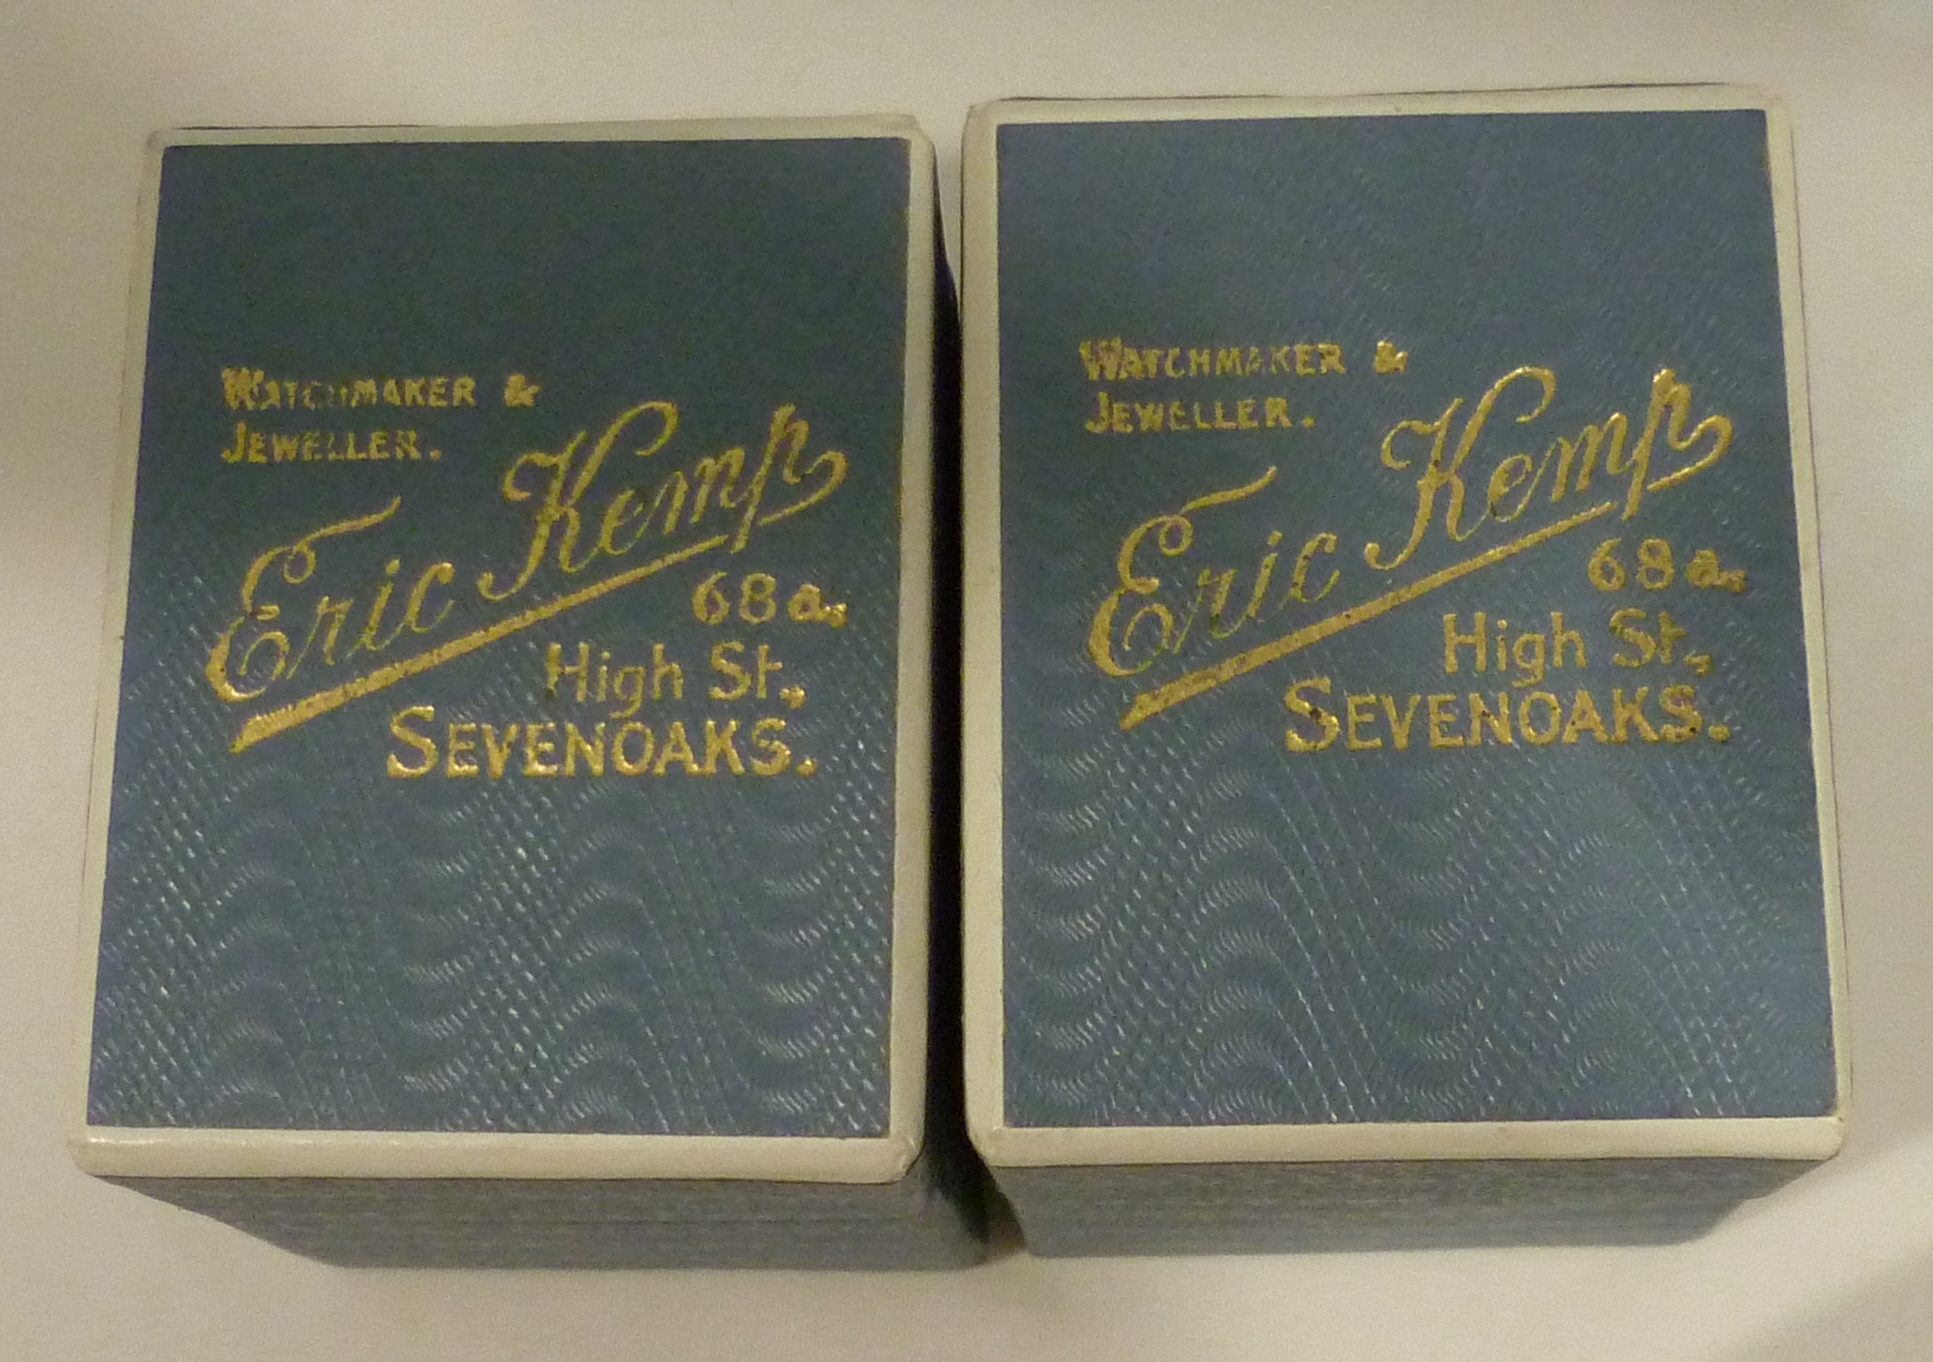 WATCHMAKER &
JEWELLER.
Eric Kemp
68a,
High St.,
SEVENOAKS.
WATCHMAKER &
JEWELLER.
Eric Kemp
68a,
High St.,
SEVENOAKS.